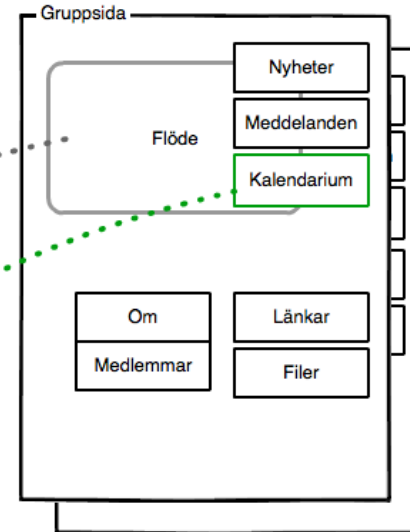 Gruppsida
Nyheter
Flöde
Meddelanden
Kalendarium
Om
Länkar
Medlemmar
Filer